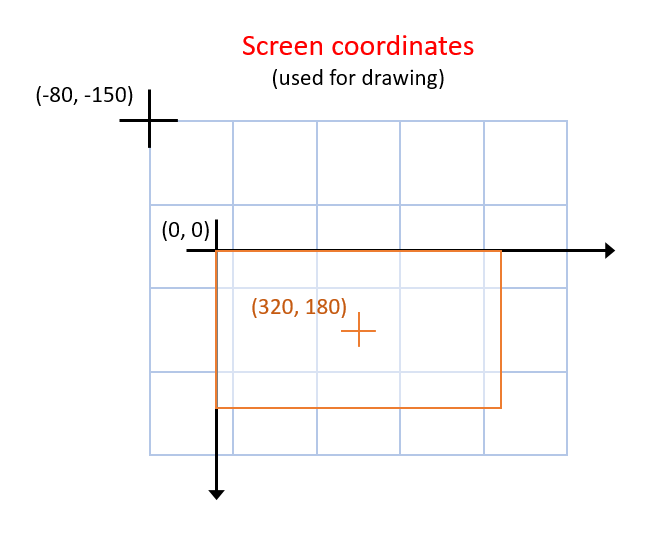 Screen coordinates
(used for drawing)
(-80, -150)
(0, 0)
(320, 180)